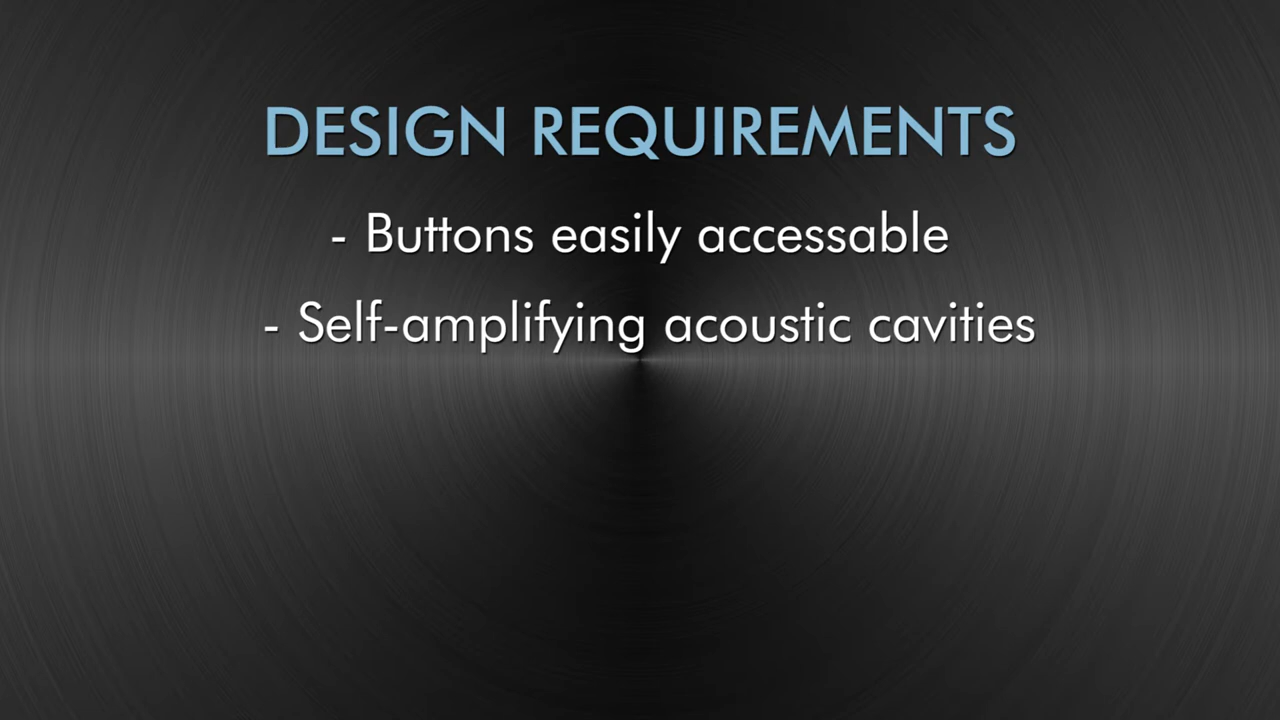 DESIGN REQUIREMENTS
- Buttons easily accessable
- Self-amplifying acoustic cavities